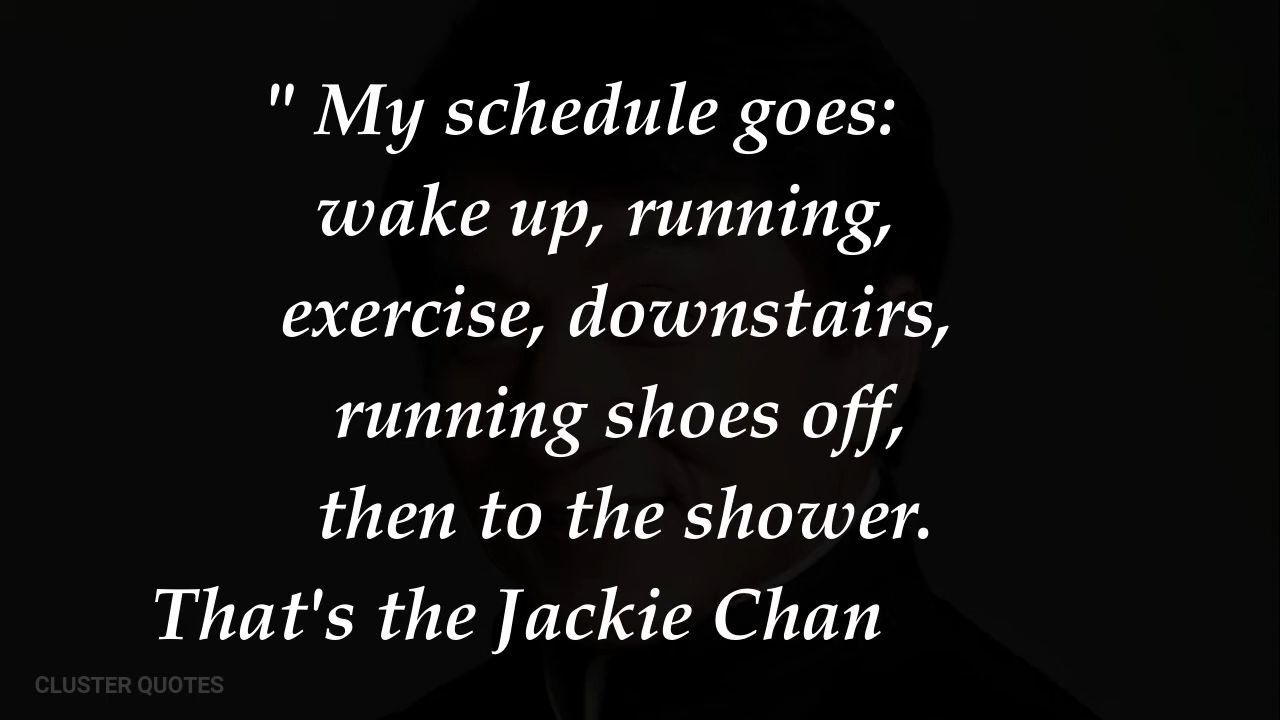 " My schedule goes:
wake up, running,
exercise, downstairs,
running shoes off,
then to the shower.
That's the Jackie Chan
CLUSTER QUOTES